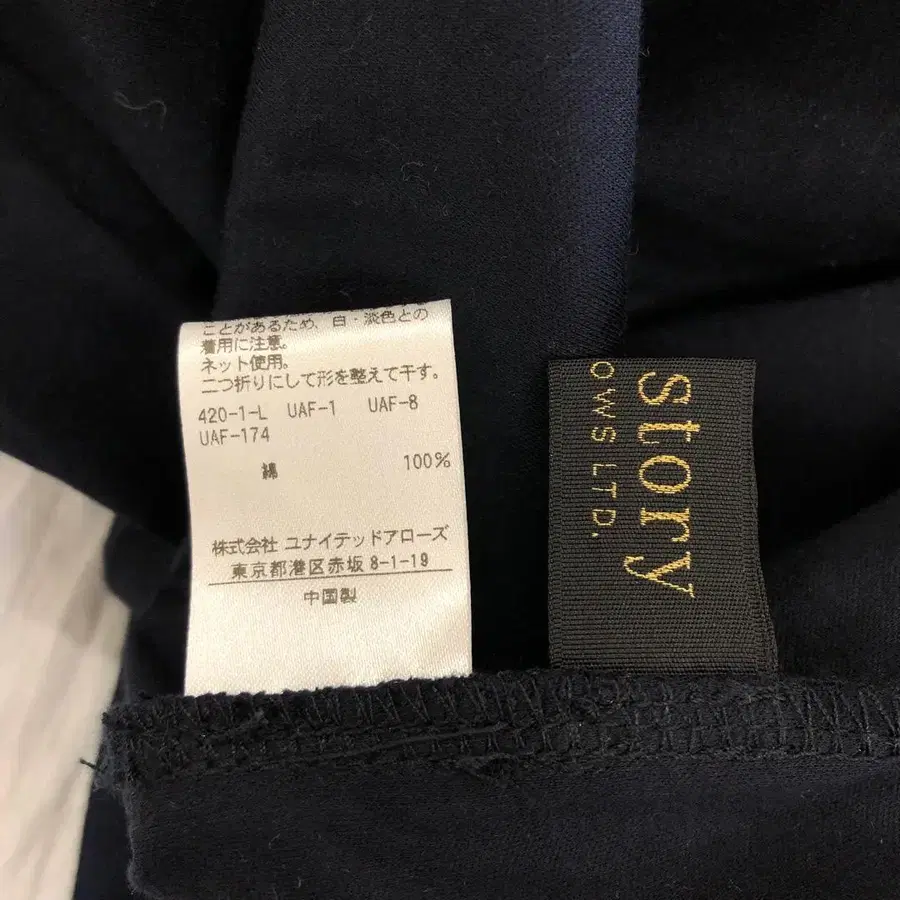 ことがあるため、白・淡色との
着用に注意。
ネット使用。
二つ折りにして形を整えて干す。
420-1-L UAF-1 UAF-8
UAF-174
綿 100%
株式会社 ユナイテッドアローズ
東京都港区赤坂8-1-19
中国製
story
OWS LTD.